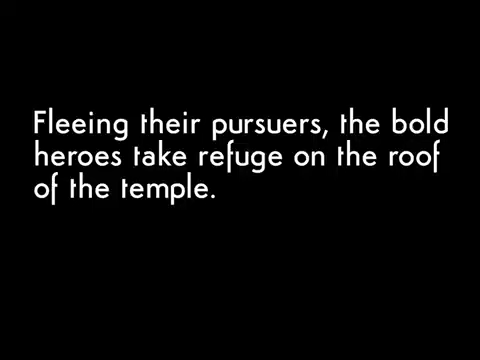 Fleeing their pursuers, the bold
heroes take refuge on the roof
of the temple.